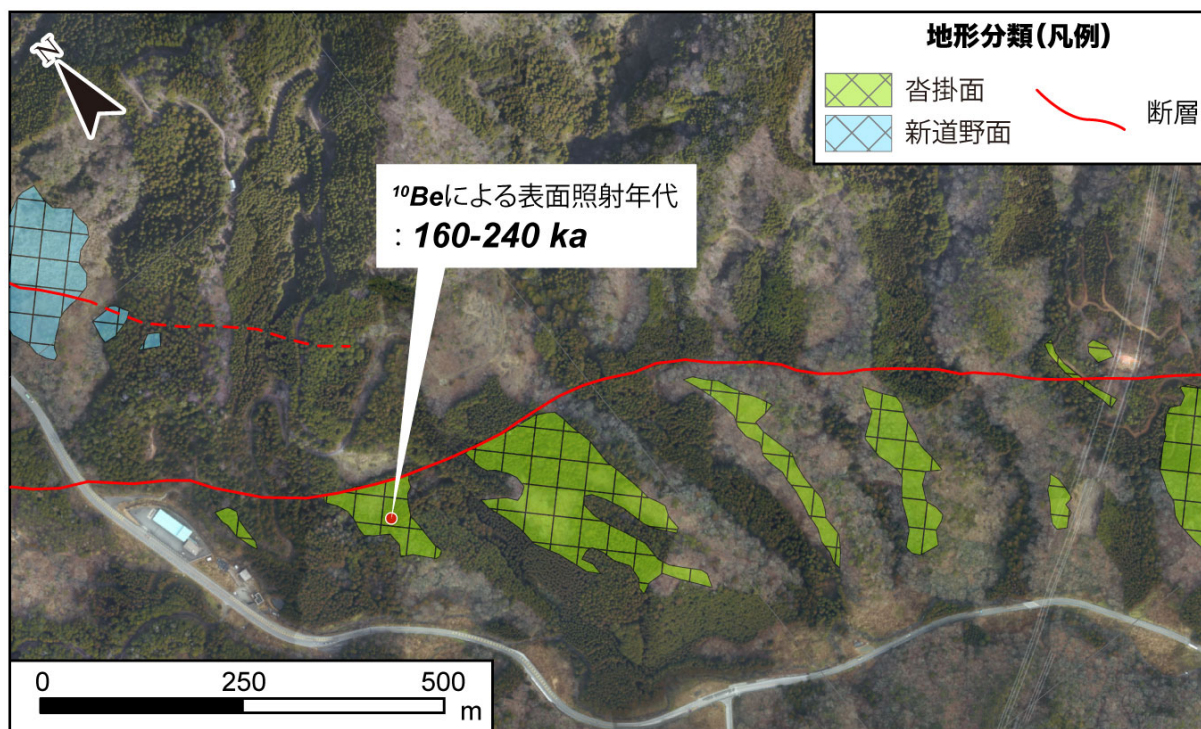 N
地形分類(凡例)
沓掛面
新道野面
断層
¹⁰Beによる表面照射年代
: 160-240 ka
0 250 500
m